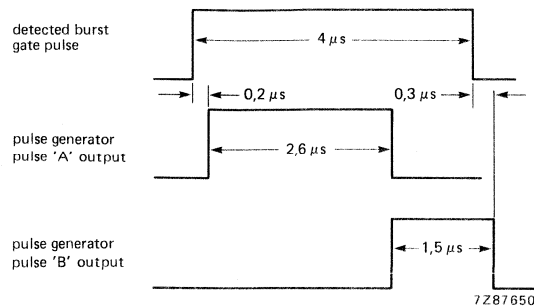 detected burst
gate pulse
4 μs
0,2 μs
0,3 μs
pulse generator
pulse 'A' output
2,6 μs
pulse generator
pulse 'B' output
1,5 μs
7Z87650